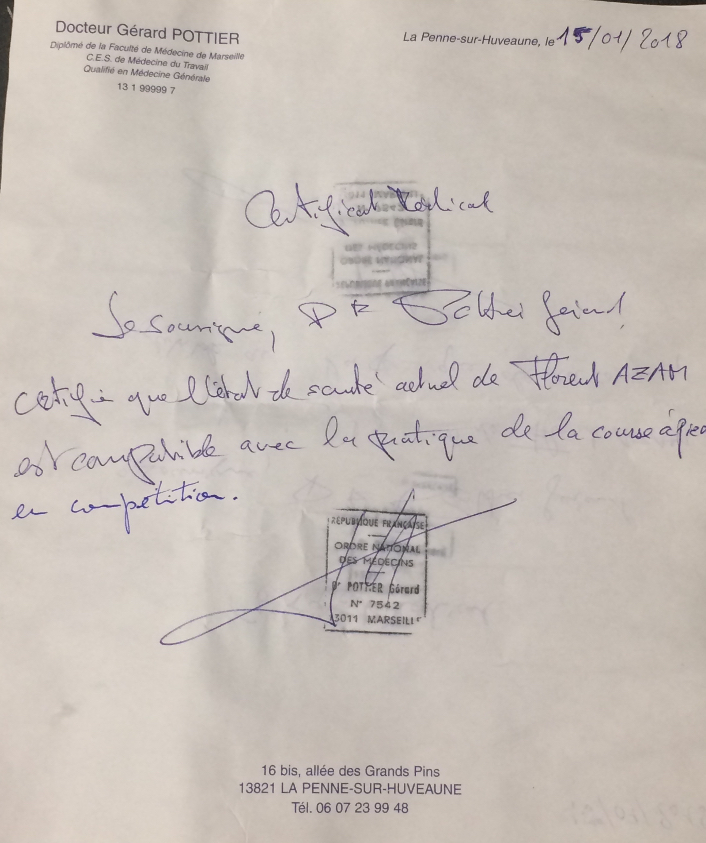 Docteur Gérard POTTIER
Diplômé de la Faculté de Médecine de Marseille
C.E.S. de Médecine du Travail
Qualifié en Médecine Générale
13 1 99999 7
La Penne-sur-Huveaune, le 15/01/2018
Certificat Médical
Je soussigné, Dr Pottier Gérard,
certifie que l'état de santé actuel de Florent AZAM
est compatible avec la pratique de la course à pied
en compétition.
RÉPUBLIQUE FRANÇAISE
ORDRE NATIONAL
DES MÉDECINS
Dr POTTIER Gérard
N° 7542
13011 MARSEILLE
16 bis, allée des Grands Pins
13821 LA PENNE-SUR-HUVEAUNE
Tél. 06 07 23 99 48